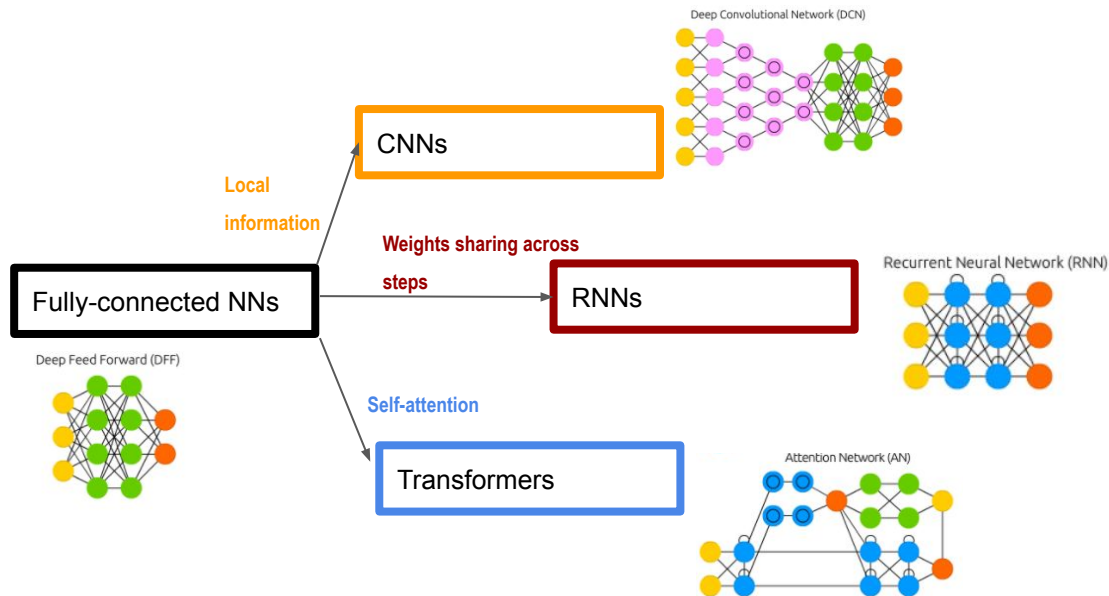 Deep Convolutional Network (DCN)
CNNs
Local
information
Weights sharing across
steps
Recurrent Neural Network (RNN)
RNNs
Fully-connected NNs
Deep Feed Forward (DFF)
Self-attention
Attention Network (AN)
Transformers